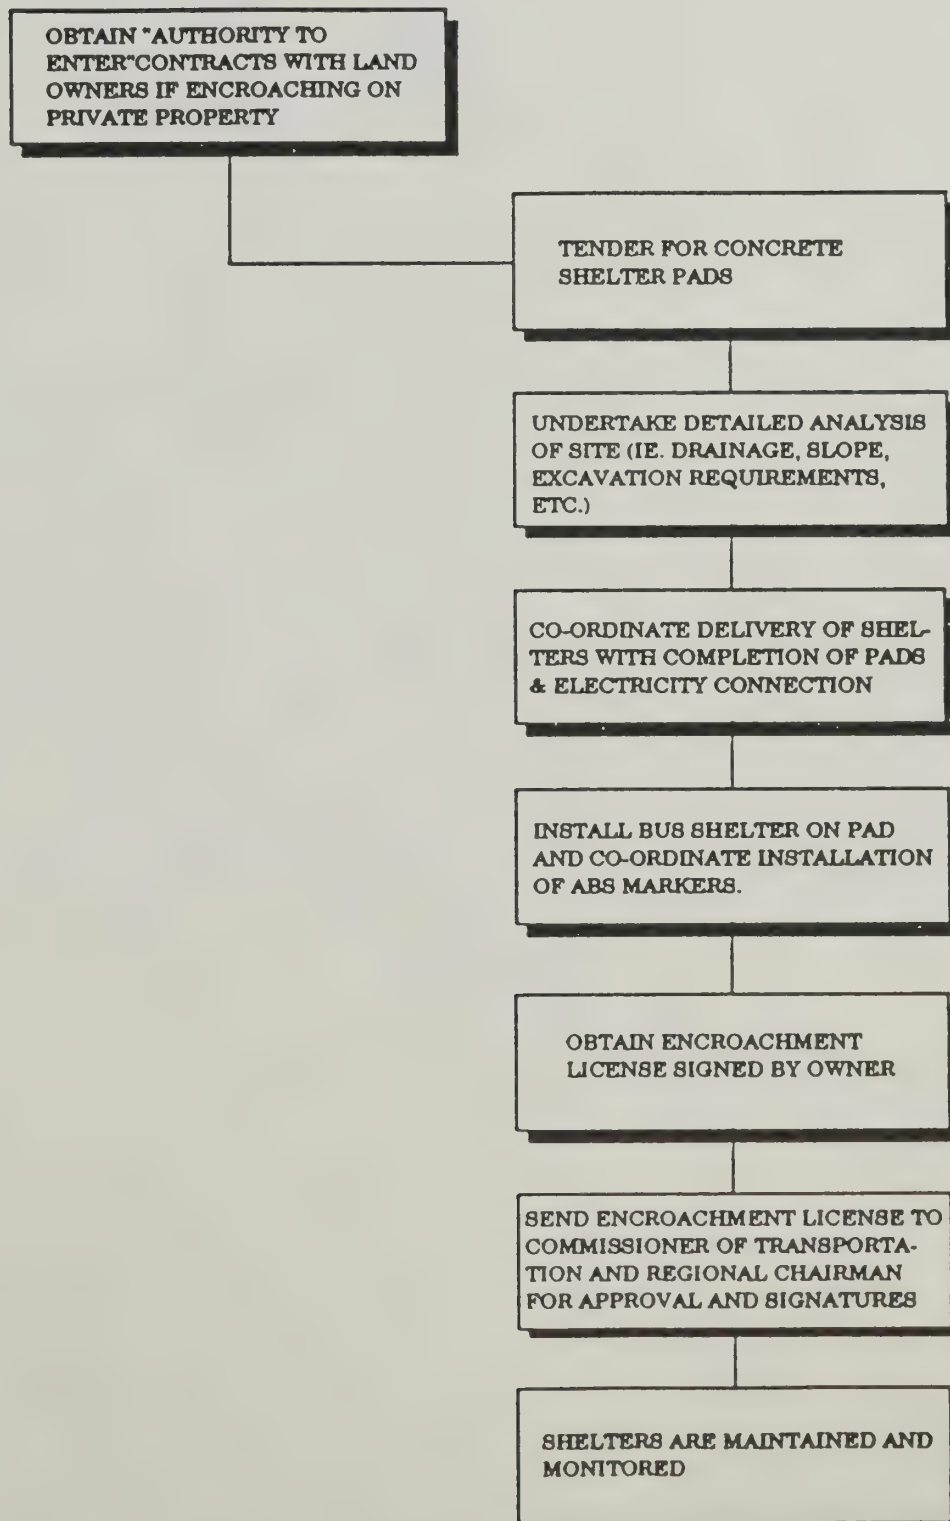 OBTAIN "AUTHORITY TO
ENTER"CONTRACTS WITH LAND
OWNERS IF ENCROACHING ON
PRIVATE PROPERTY
TENDER FOR CONCRETE
SHELTER PADS
UNDERTAKE DETAILED ANALYSIS
OF SITE (IE. DRAINAGE, SLOPE,
EXCAVATION REQUIREMENTS,
ETC.)
CO-ORDINATE DELIVERY OF SHEL-
TERS WITH COMPLETION OF PADS
& ELECTRICITY CONNECTION
INSTALL BUS SHELTER ON PAD
AND CO-ORDINATE INSTALLATION
OF ABS MARKERS.
OBTAIN ENCROACHMENT
LICENSE SIGNED BY OWNER
SEND ENCROACHMENT LICENSE TO
COMMISSIONER OF TRANSPORTA-
TION AND REGIONAL CHAIRMAN
FOR APPROVAL AND SIGNATURES
SHELTERS ARE MAINTAINED AND
MONITORED